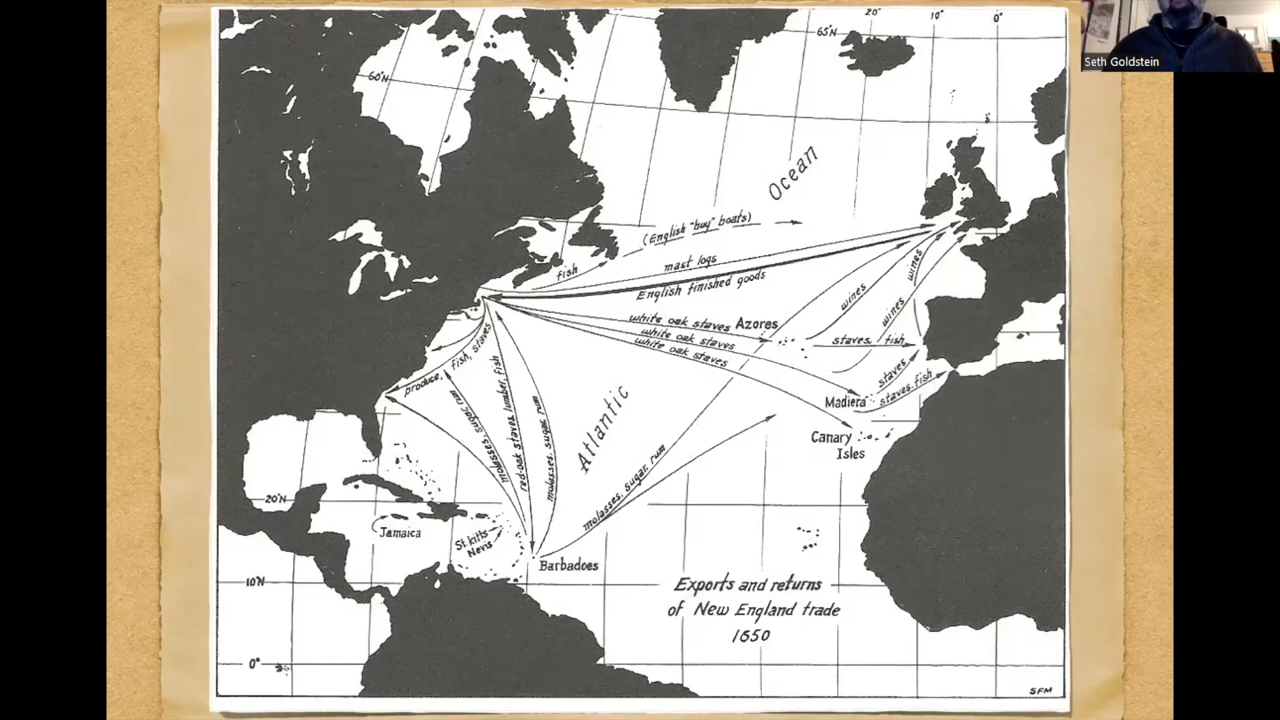 Seth Goldstein
20°
10°
0°
65°N
60°N
Ocean
(English "buy" boats)
fish
mast logs
English finished goods
wines
wines
wines
white oak staves
Azores
white oak staves
white oak staves
staves, fish
staves
staves, fish
produce, fish, staves
molasses, sugar, rum
red-oak staves, lumber, fish
molasses, sugar, rum
Atlantic
Madiera
Canary
Isles
molasses, sugar, rum
20°N
Jamaica
St kitts
Nevis
Barbadoes
10°N
Exports and returns
of New England trade
1650
0°
SFM